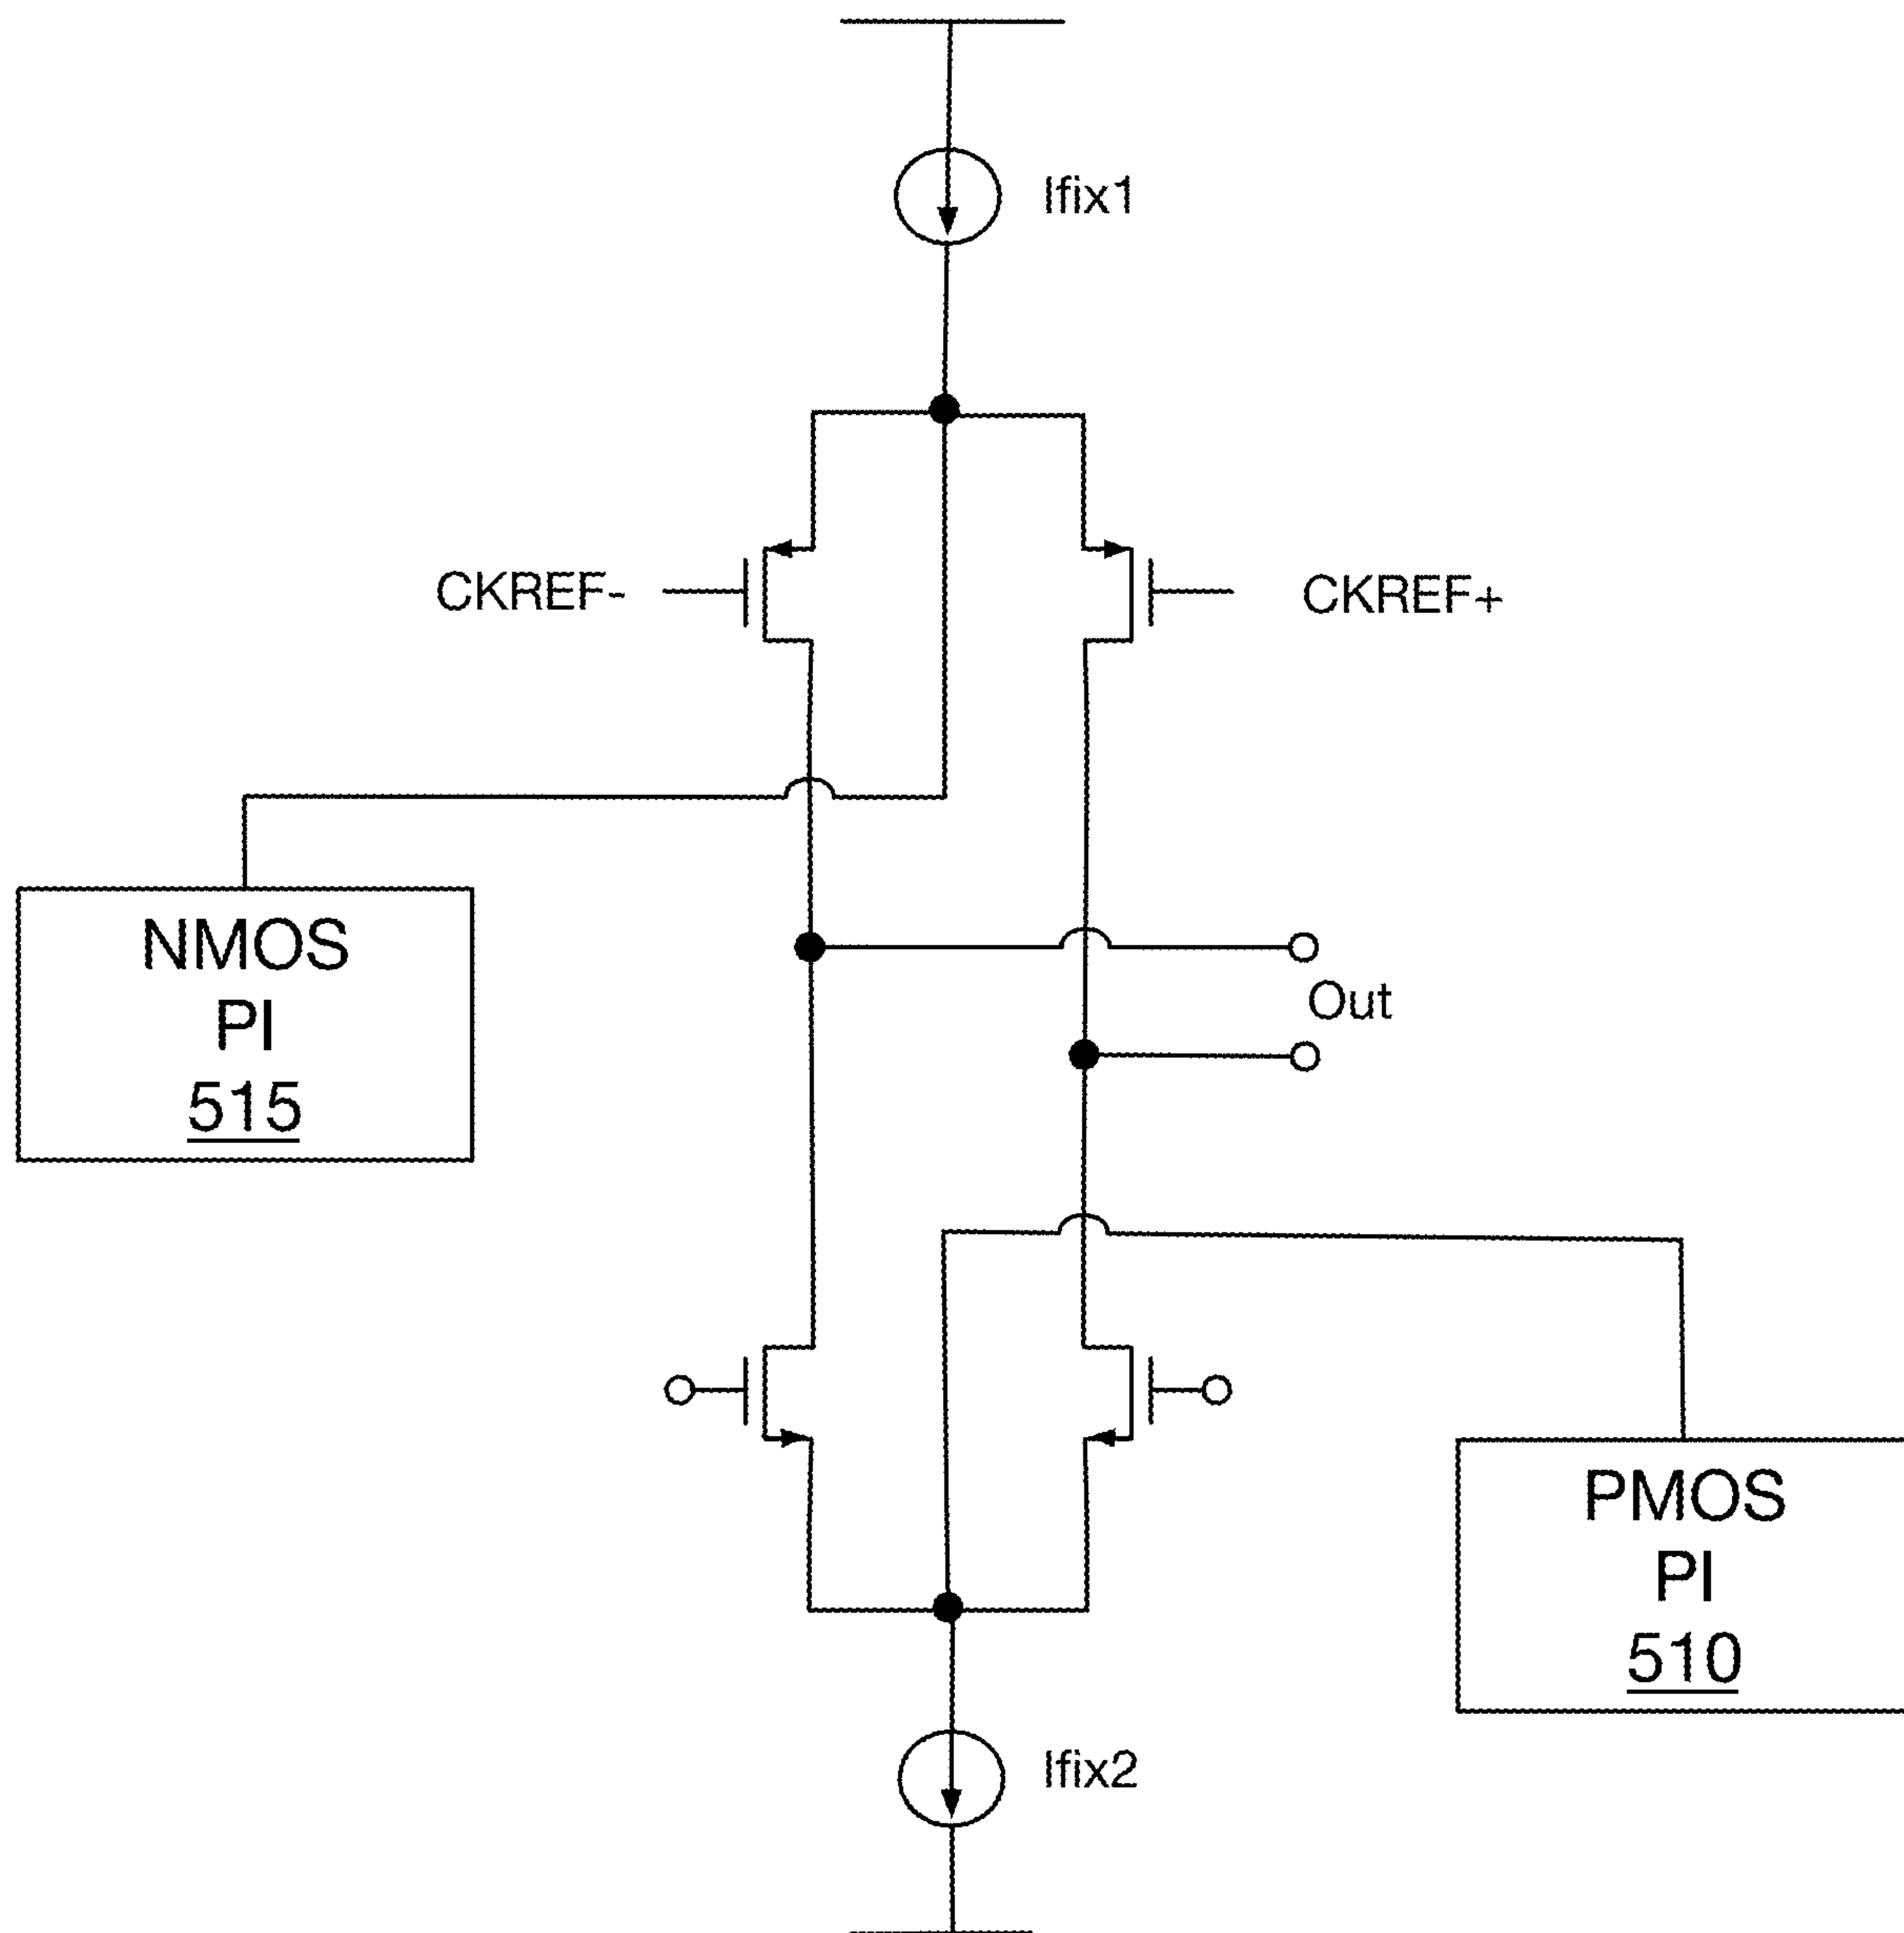 Ifix1
CKREF-
CKREF+
NMOS
PI
515
Out
PMOS
PI
510
Ifix2